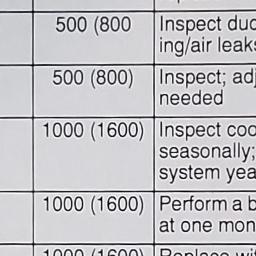 500 (800 Inspect duc
ing/air leaks
500 (800) Inspect; adj
needed
1000 (1600) Inspect coo
seasonally;
system yea
1000 (1600) Perform a b
at one mon
1000 (1600) Replace wit